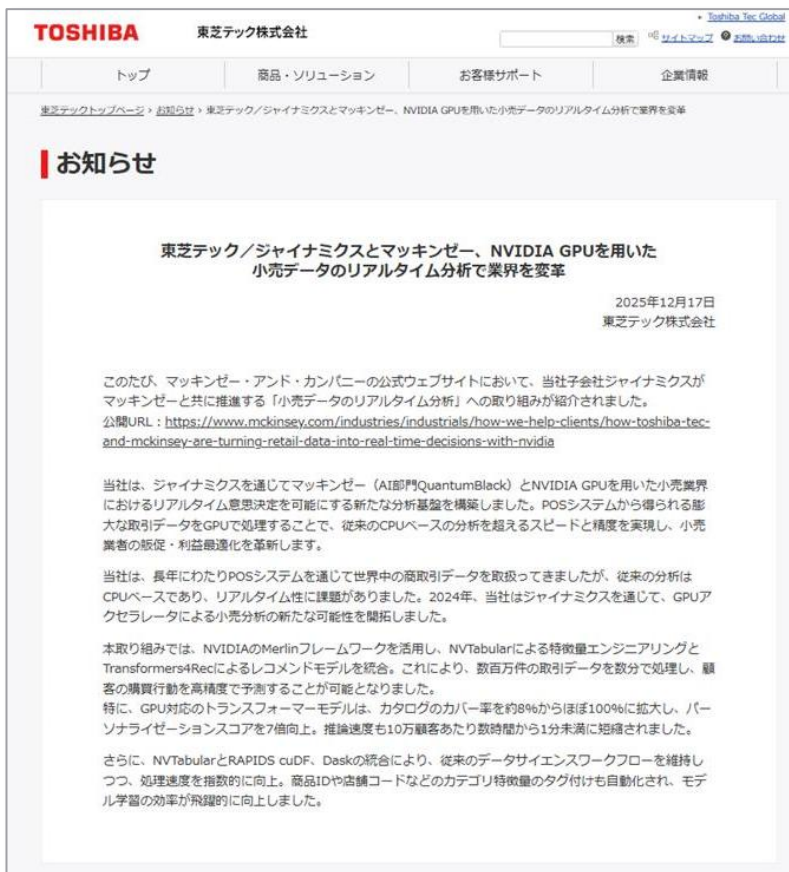 Toshiba Tec Global
TOSHIBA 東芝テック株式会社
検索 サイトマップ お問い合わせ
トップ 商品・ソリューション お客様サポート 企業情報
東芝テックトップページ › お知らせ › 東芝テック／ジャイナミクスとマッキンゼー、NVIDIA GPUを用いた小売データのリアルタイム分析で業界を変革
お知らせ
東芝テック／ジャイナミクスとマッキンゼー、NVIDIA GPUを用いた
小売データのリアルタイム分析で業界を変革
2025年12月17日
東芝テック株式会社
このたび、マッキンゼー・アンド・カンパニーの公式ウェブサイトにおいて、当社子会社ジャイナミクスが
マッキンゼーと共に推進する「小売データのリアルタイム分析」への取り組みが紹介されました。
公開URL：https://www.mckinsey.com/industries/industrials/how-we-help-clients/how-toshiba-tec-
and-mckinsey-are-turning-retail-data-into-real-time-decisions-with-nvidia
当社は、ジャイナミクスを通じてマッキンゼー（AI部門QuantumBlack）とNVIDIA GPUを用いた小売業界
におけるリアルタイム意思決定を可能にする新たな分析基盤を構築しました。POSシステムから得られる膨
大な取引データをGPUで処理することで、従来のCPUベースの分析を超えるスピードと精度を実現し、小売
業者の販促・利益最適化を革新します。
当社は、長年にわたりPOSシステムを通じて世界中の商取引データを取扱ってきましたが、従来の分析は
CPUベースであり、リアルタイム性に課題がありました。2024年、当社はジャイナミクスを通じて、GPUア
クセラレータによる小売分析の新たな可能性を開拓しました。
本取り組みでは、NVIDIAのMerlinフレームワークを活用し、NVTabularによる特徴量エンジニアリングと
Transformers4Recによるレコメンドモデルを統合。これにより、数百万件の取引データを数分で処理し、顧
客の購買行動を高精度で予測することが可能となりました。
特に、GPU対応のトランスフォーマーモデルは、カタログのカバー率を約8%からほぼ100%に拡大し、パー
ソナライゼーションスコアを7倍向上。推論速度も10万顧客あたり数時間から1分未満に短縮されました。
さらに、NVTabularとRAPIDS cuDF、Daskの統合により、従来のデータサイエンスワークフローを維持し
つつ、処理速度を指数的に向上。商品IDや店舗コードなどのカテゴリ特徴量のタグ付けも自動化され、モデ
ル学習の効率が飛躍的に向上しました。